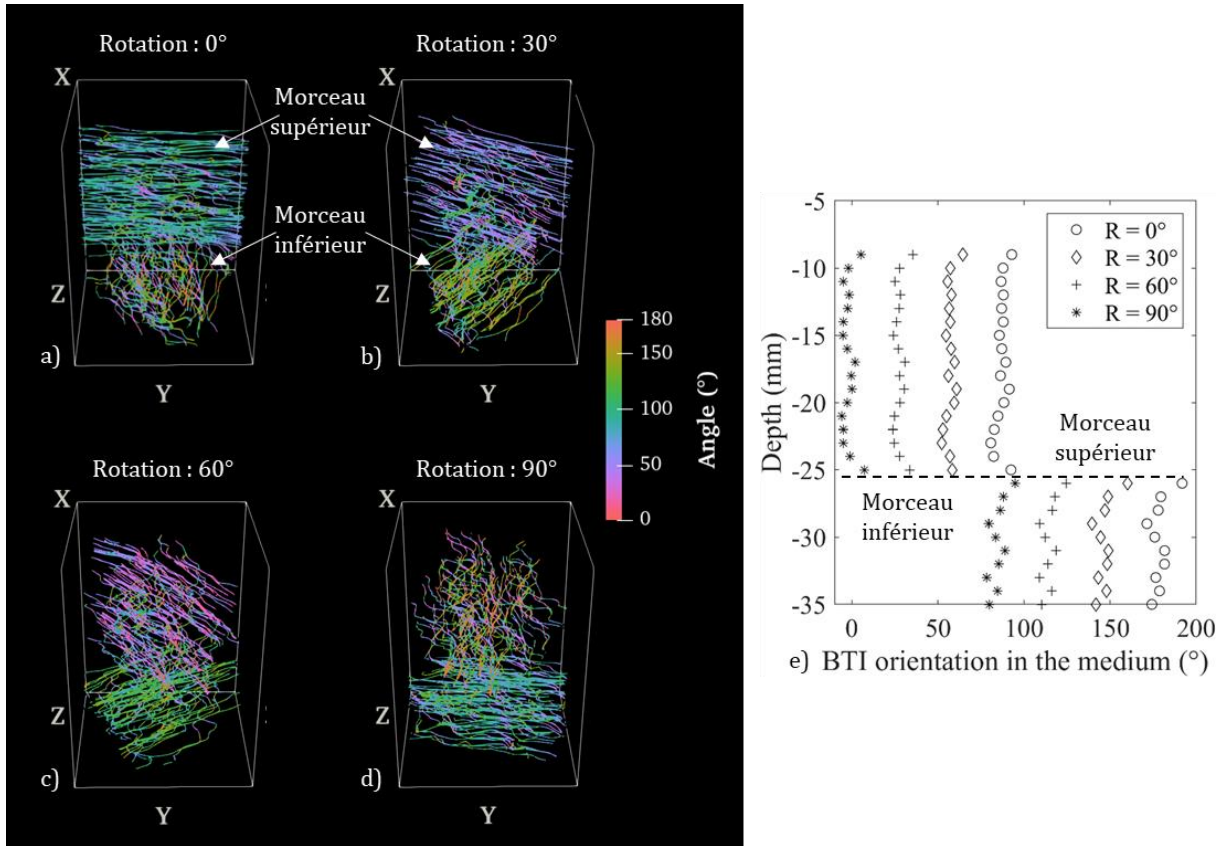 Rotation : 0°
Rotation : 30°
X
X
Morceau
supérieur
Morceau
inférieur
Z
Z
a)
b)
Y
Y
180
150
100
50
0
Angle (°)
Rotation : 60°
Rotation : 90°
X
X
Z
Z
c)
d)
Y
Y
-5
-10
-15
-20
-25
-30
-35
Depth (mm)
R = 0°
R = 30°
R = 60°
R = 90°
Morceau
supérieur
Morceau
inférieur
0 50 100 150 200
e) BTI orientation in the medium (°)